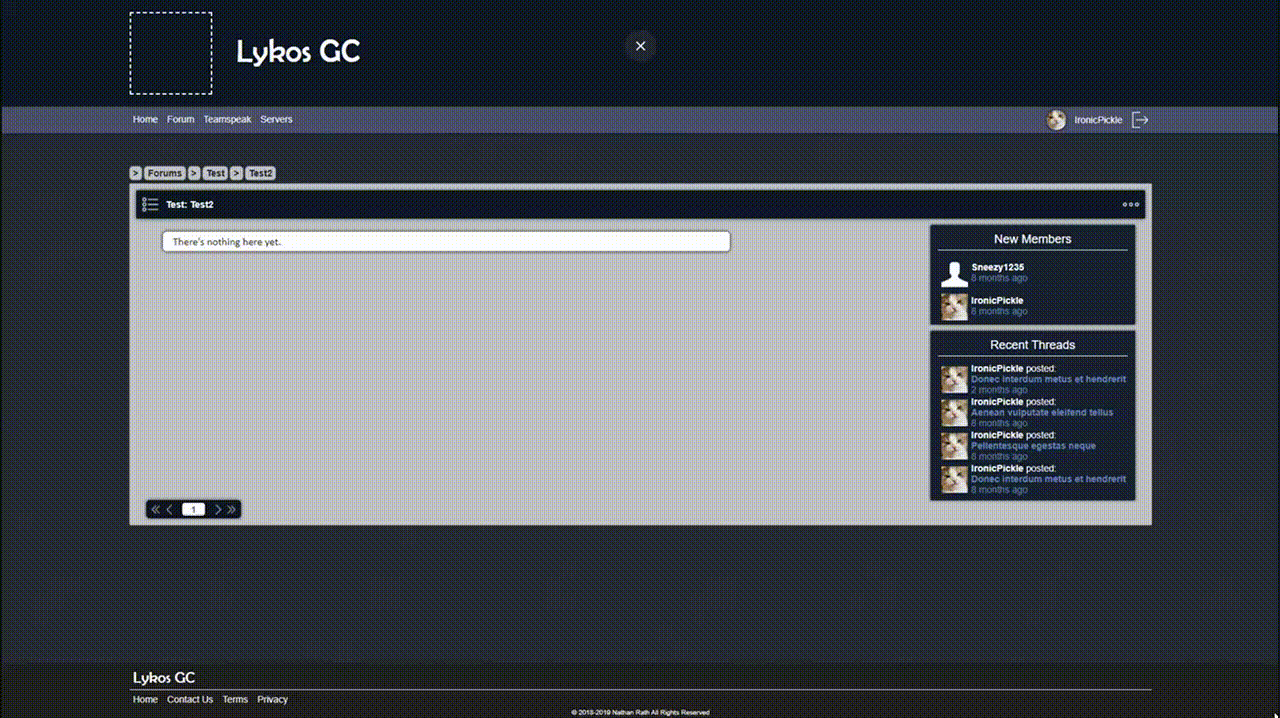 Lykos GC
Home Forum Teamspeak Servers
IronicPickle
> Forums > Test > Test2
Test: Test2
There's nothing here yet.
New Members
Sneezy1235
8 months ago
IronicPickle
8 months ago
Recent Threads
IronicPickle posted:
Donec interdum metus et hendrerit
2 months ago
IronicPickle posted:
Aenean vulputate eleifend tellus
8 months ago
IronicPickle posted:
Pellentesque egestas neque
8 months ago
IronicPickle posted:
Donec interdum metus et hendrerit
8 months ago
1
Lykos GC
Home Contact Us Terms Privacy
© 2018-2019 Nathan Rath All Rights Reserved